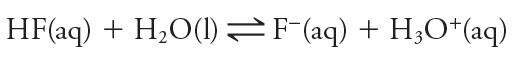 HF(aq) + H₂O(l) ⇌ F⁻(aq) + H₃O⁺(aq)